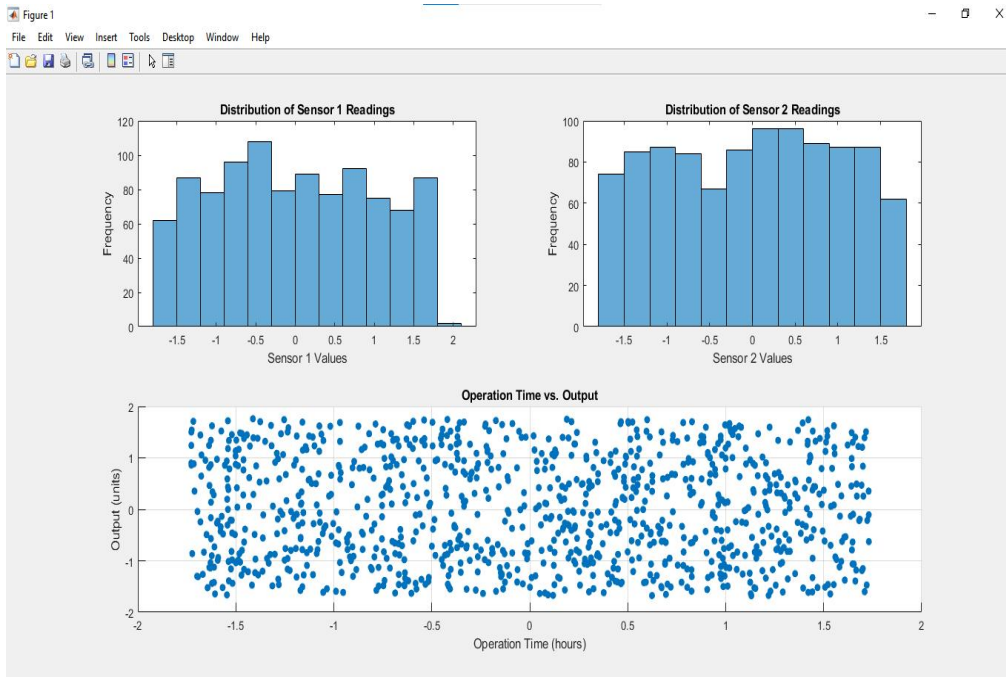 Figure 1
File Edit View Insert Tools Desktop Window Help
Distribution of Sensor 1 Readings
120
100
80
60
40
20
0
Frequency
-1.5 -1 -0.5 0 0.5 1 1.5 2
Sensor 1 Values
Distribution of Sensor 2 Readings
100
80
60
40
20
0
Frequency
-1.5 -1 -0.5 0 0.5 1 1.5
Sensor 2 Values
Operation Time vs. Output
2
1
0
-1
-2
Output (units)
-2 -1.5 -1 -0.5 0 0.5 1 1.5 2
Operation Time (hours)